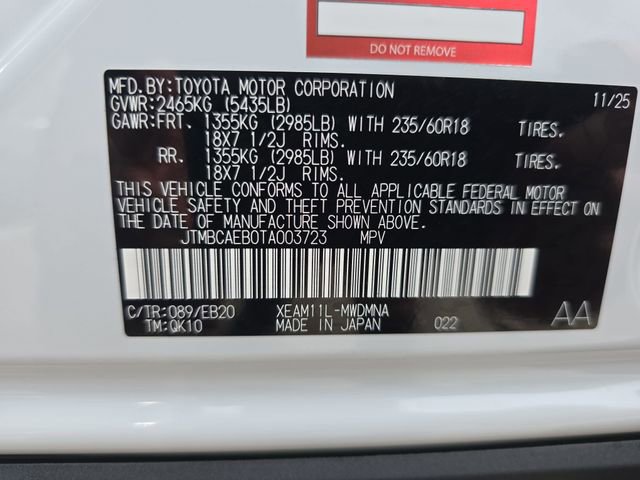 DO NOT REMOVE
MFD.BY:TOYOTA MOTOR CORPORATION 11/25
GVWR:2465KG (5435LB)
GAWR:FRT. 1355KG (2985LB) WITH 235/60R18 TIRES.
18X7 1/2J RIMS.
RR. 1355KG (2985LB) WITH 235/60R18 TIRES.
18X7 1/2J RIMS.
THIS VEHICLE CONFORMS TO ALL APPLICABLE FEDERAL MOTOR
VEHICLE SAFETY AND THEFT PREVENTION STANDARDS IN EFFECT ON
THE DATE OF MANUFACTURE SHOWN ABOVE.
JTMBCAEB0TA003723 MPV
C/TR:089/EB20 XEAM11L-MWDMNA
TM:QK10 MADE IN JAPAN 022 AA